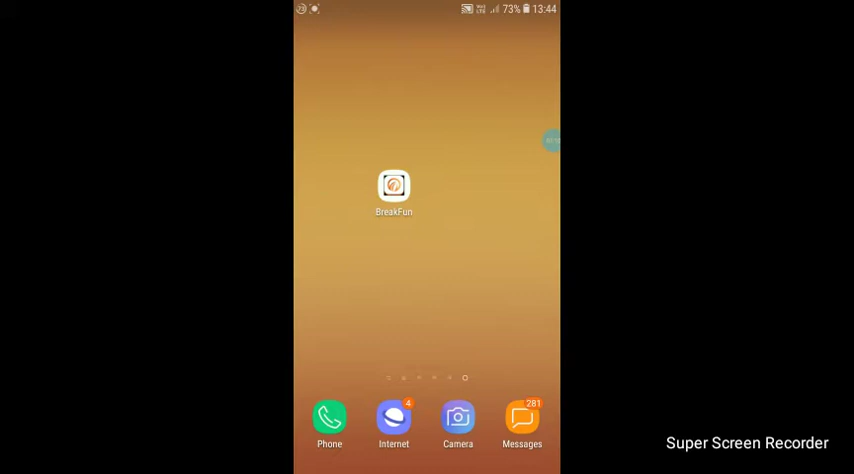 73% 13:44
BreakFun
4
281
Phone Internet Camera Messages
Super Screen Recorder